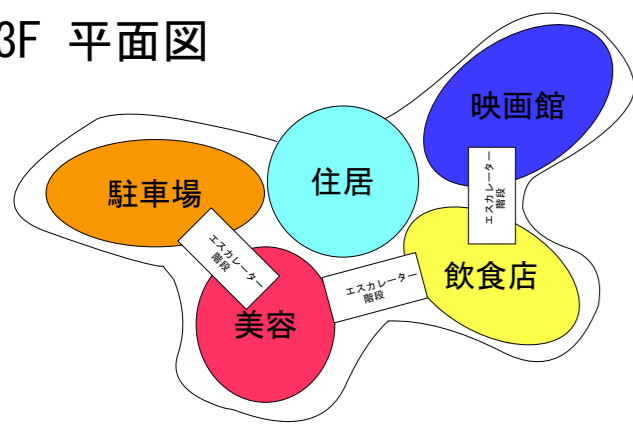 3F 平面図
映画館
駐車場
住居
エスカレーター
階段
エスカレーター
階段
飲食店
エスカレーター
階段
美容